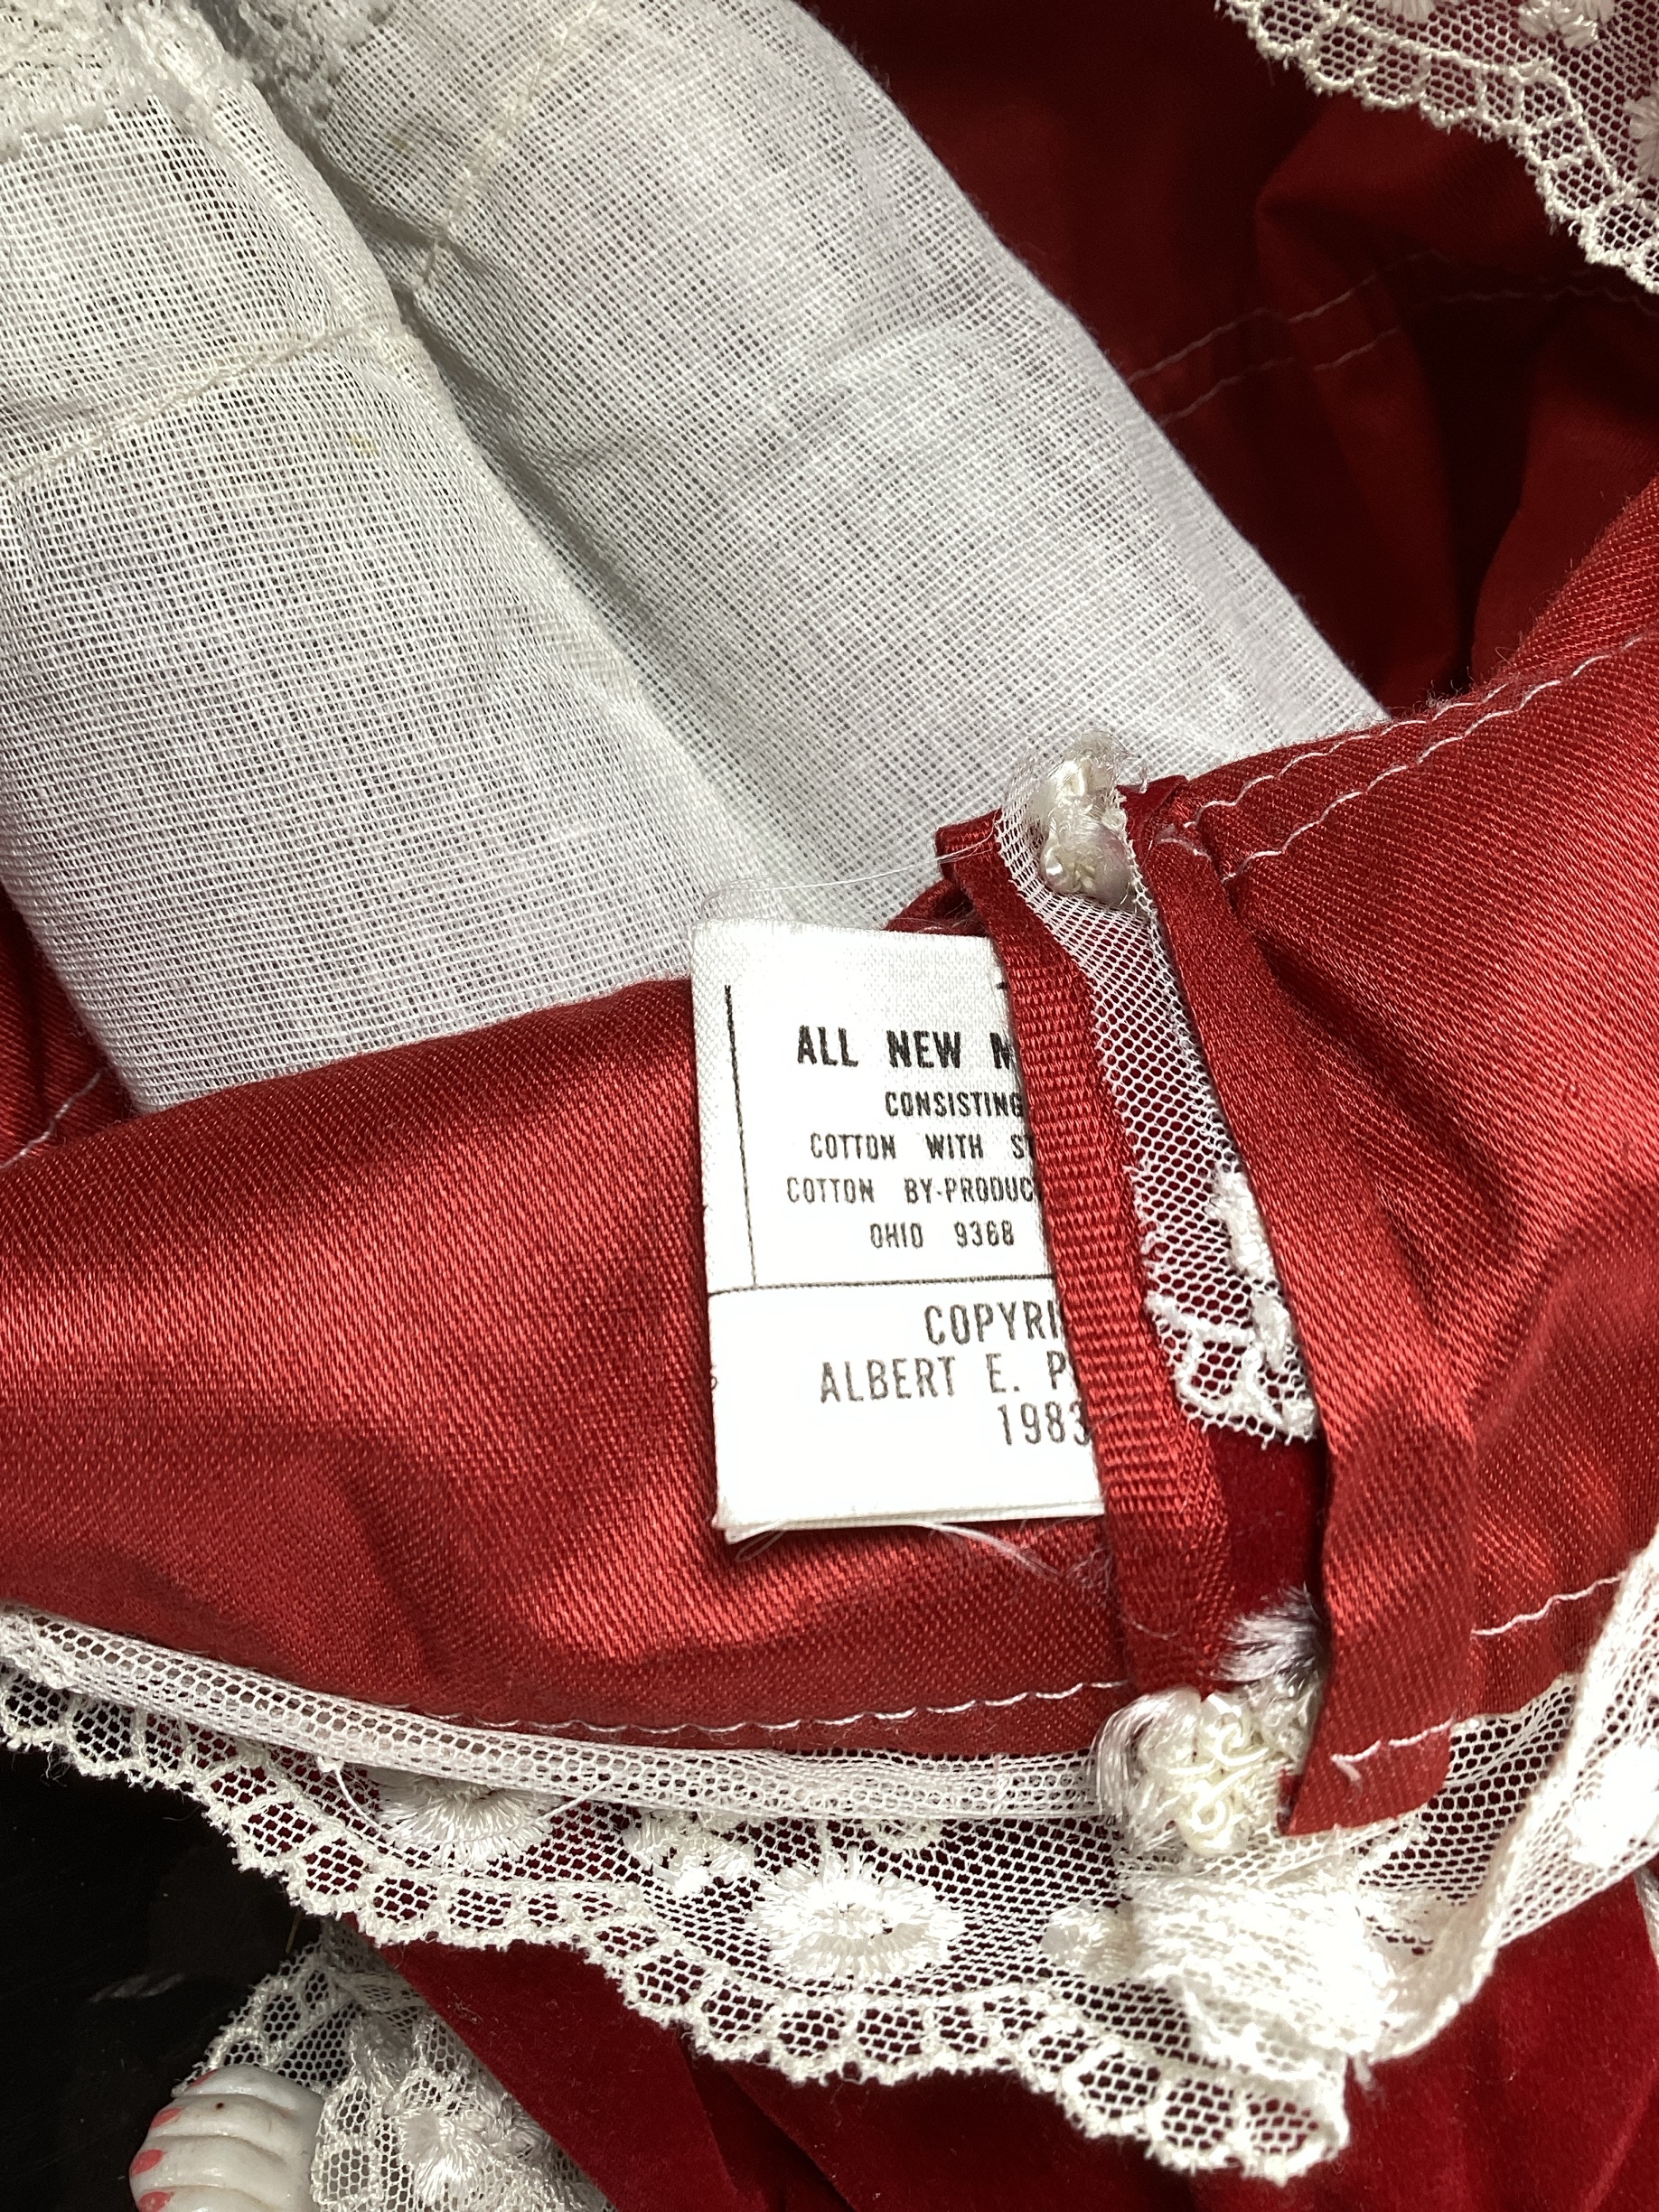 ALL NEW
CONSISTING
COTTON WITH
COTTON BY-PRODUC
OHIO 9368
COPYRI
ALBERT E. P
1983